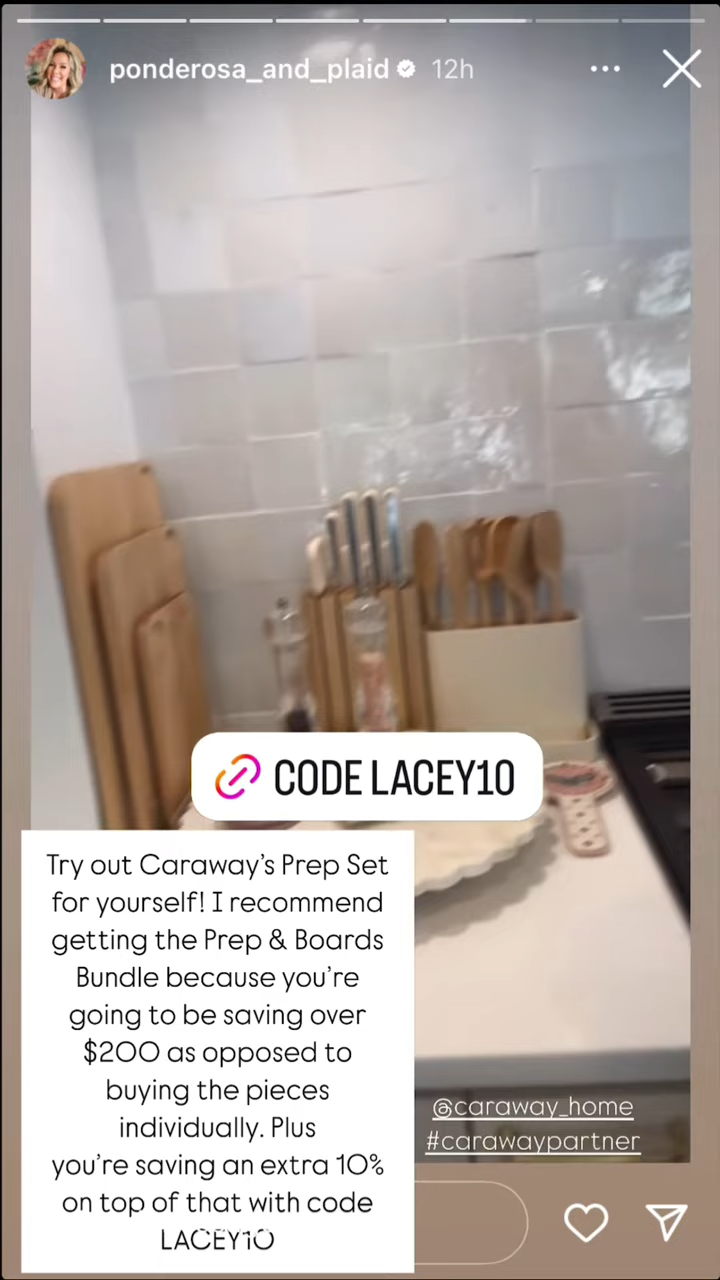 ponderosa_and_plaid 12h
CODE LACEY10
Try out Caraway’s Prep Set
for yourself! I recommend
getting the Prep & Boards
Bundle because you’re
going to be saving over
$200 as opposed to
buying the pieces
individually. Plus
you’re saving an extra 10%
on top of that with code
LACEY10
@caraway_home
#carawaypartner